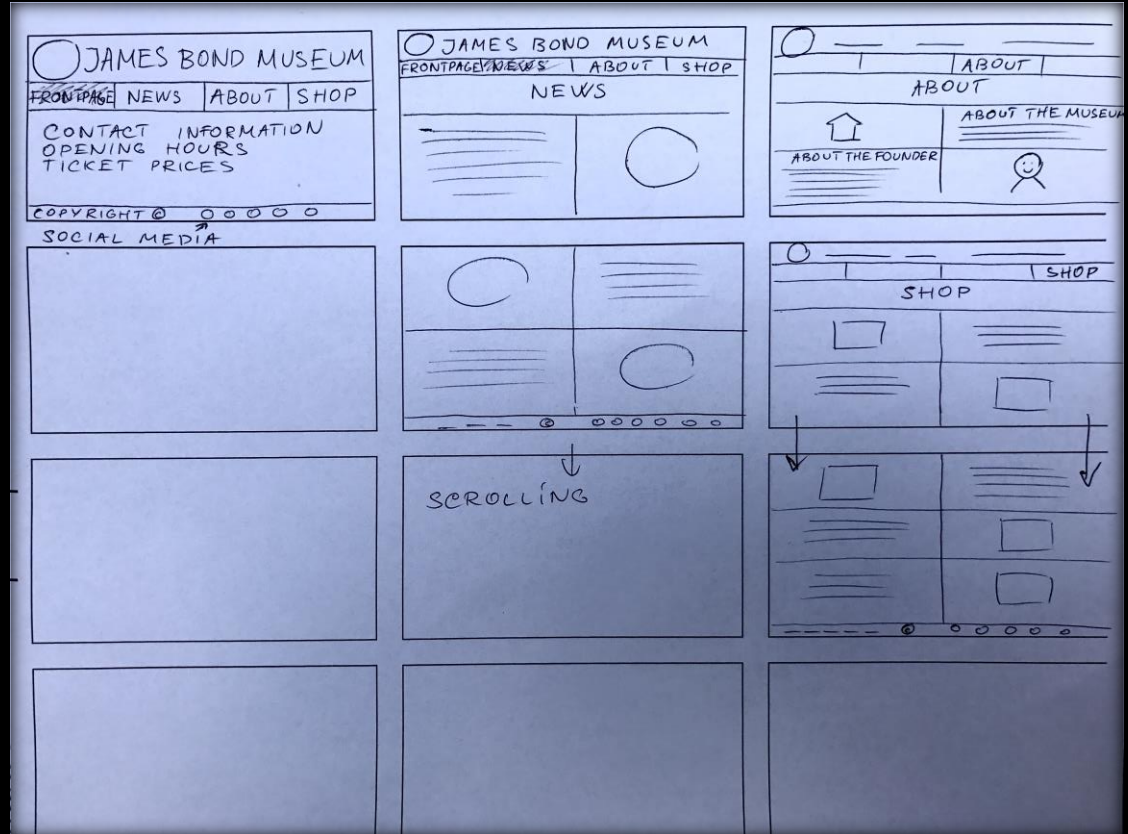 JAMES BOND MUSEUM
FRONTPAGE NEWS ABOUT SHOP
CONTACT INFORMATION
OPENING HOURS
TICKET PRICES
COPYRIGHT ©
SOCIAL MEDIA
JAMES BOND MUSEUM
FRONTPAGE NEWS ABOUT SHOP
NEWS
©
SCROLLING
ABOUT
ABOUT
ABOUT THE MUSEUM
ABOUT THE FOUNDER
SHOP
SHOP
©